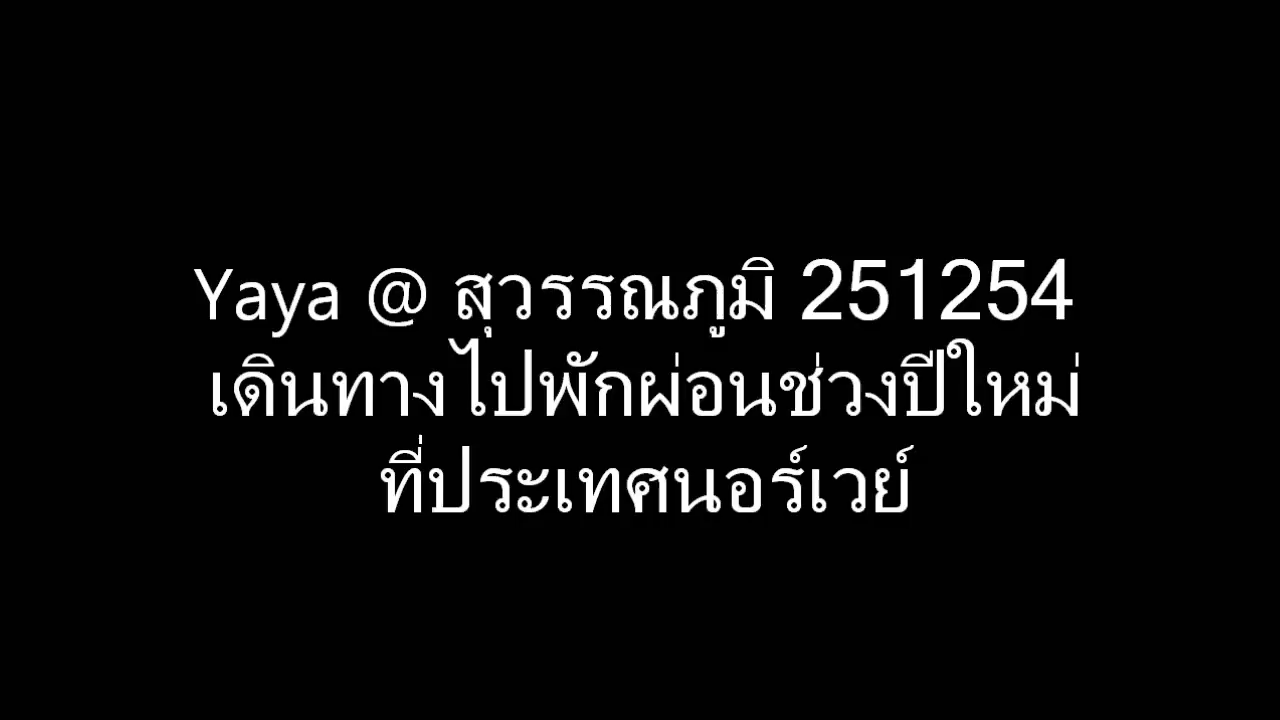 Yaya @ สุวรรณภูมิ 251254
เดินทางไปพักผ่อนช่วงปีใหม่
ที่ประเทศนอร์เวย์